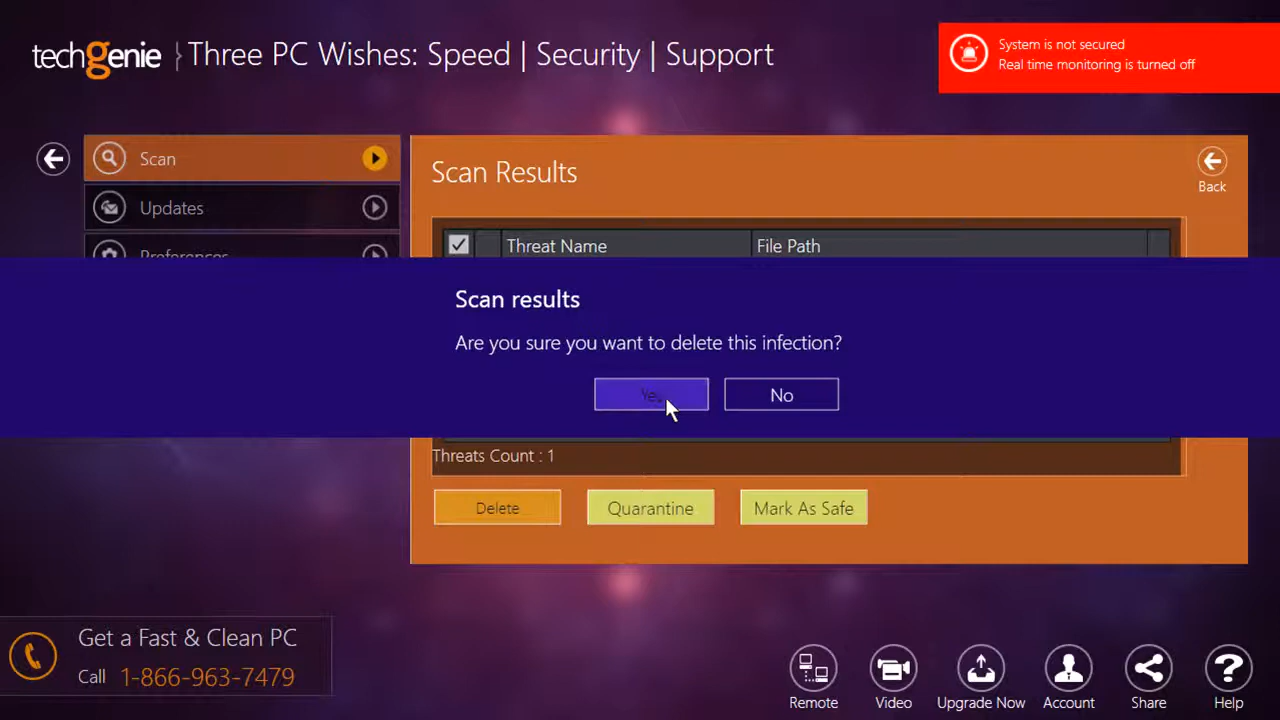 techgenie
Three PC Wishes: Speed | Security | Support
System is not secured
Real time monitoring is turned off
Scan
Updates
Preferences
Scan Results
Back
Threat Name
File Path
Scan results
Are you sure you want to delete this infection?
Yes
No
Threats Count : 1
Delete
Quarantine
Mark As Safe
Get a Fast & Clean PC
Call 1-866-963-7479
Remote
Video
Upgrade Now
Account
Share
Help